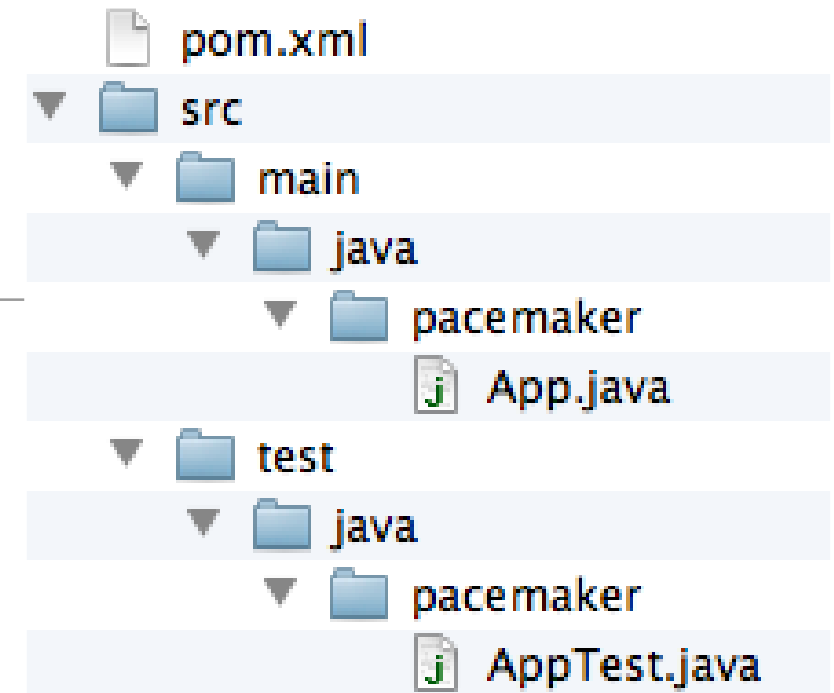 pom.xml
src
main
java
pacemaker
App.java
test
java
pacemaker
AppTest.java